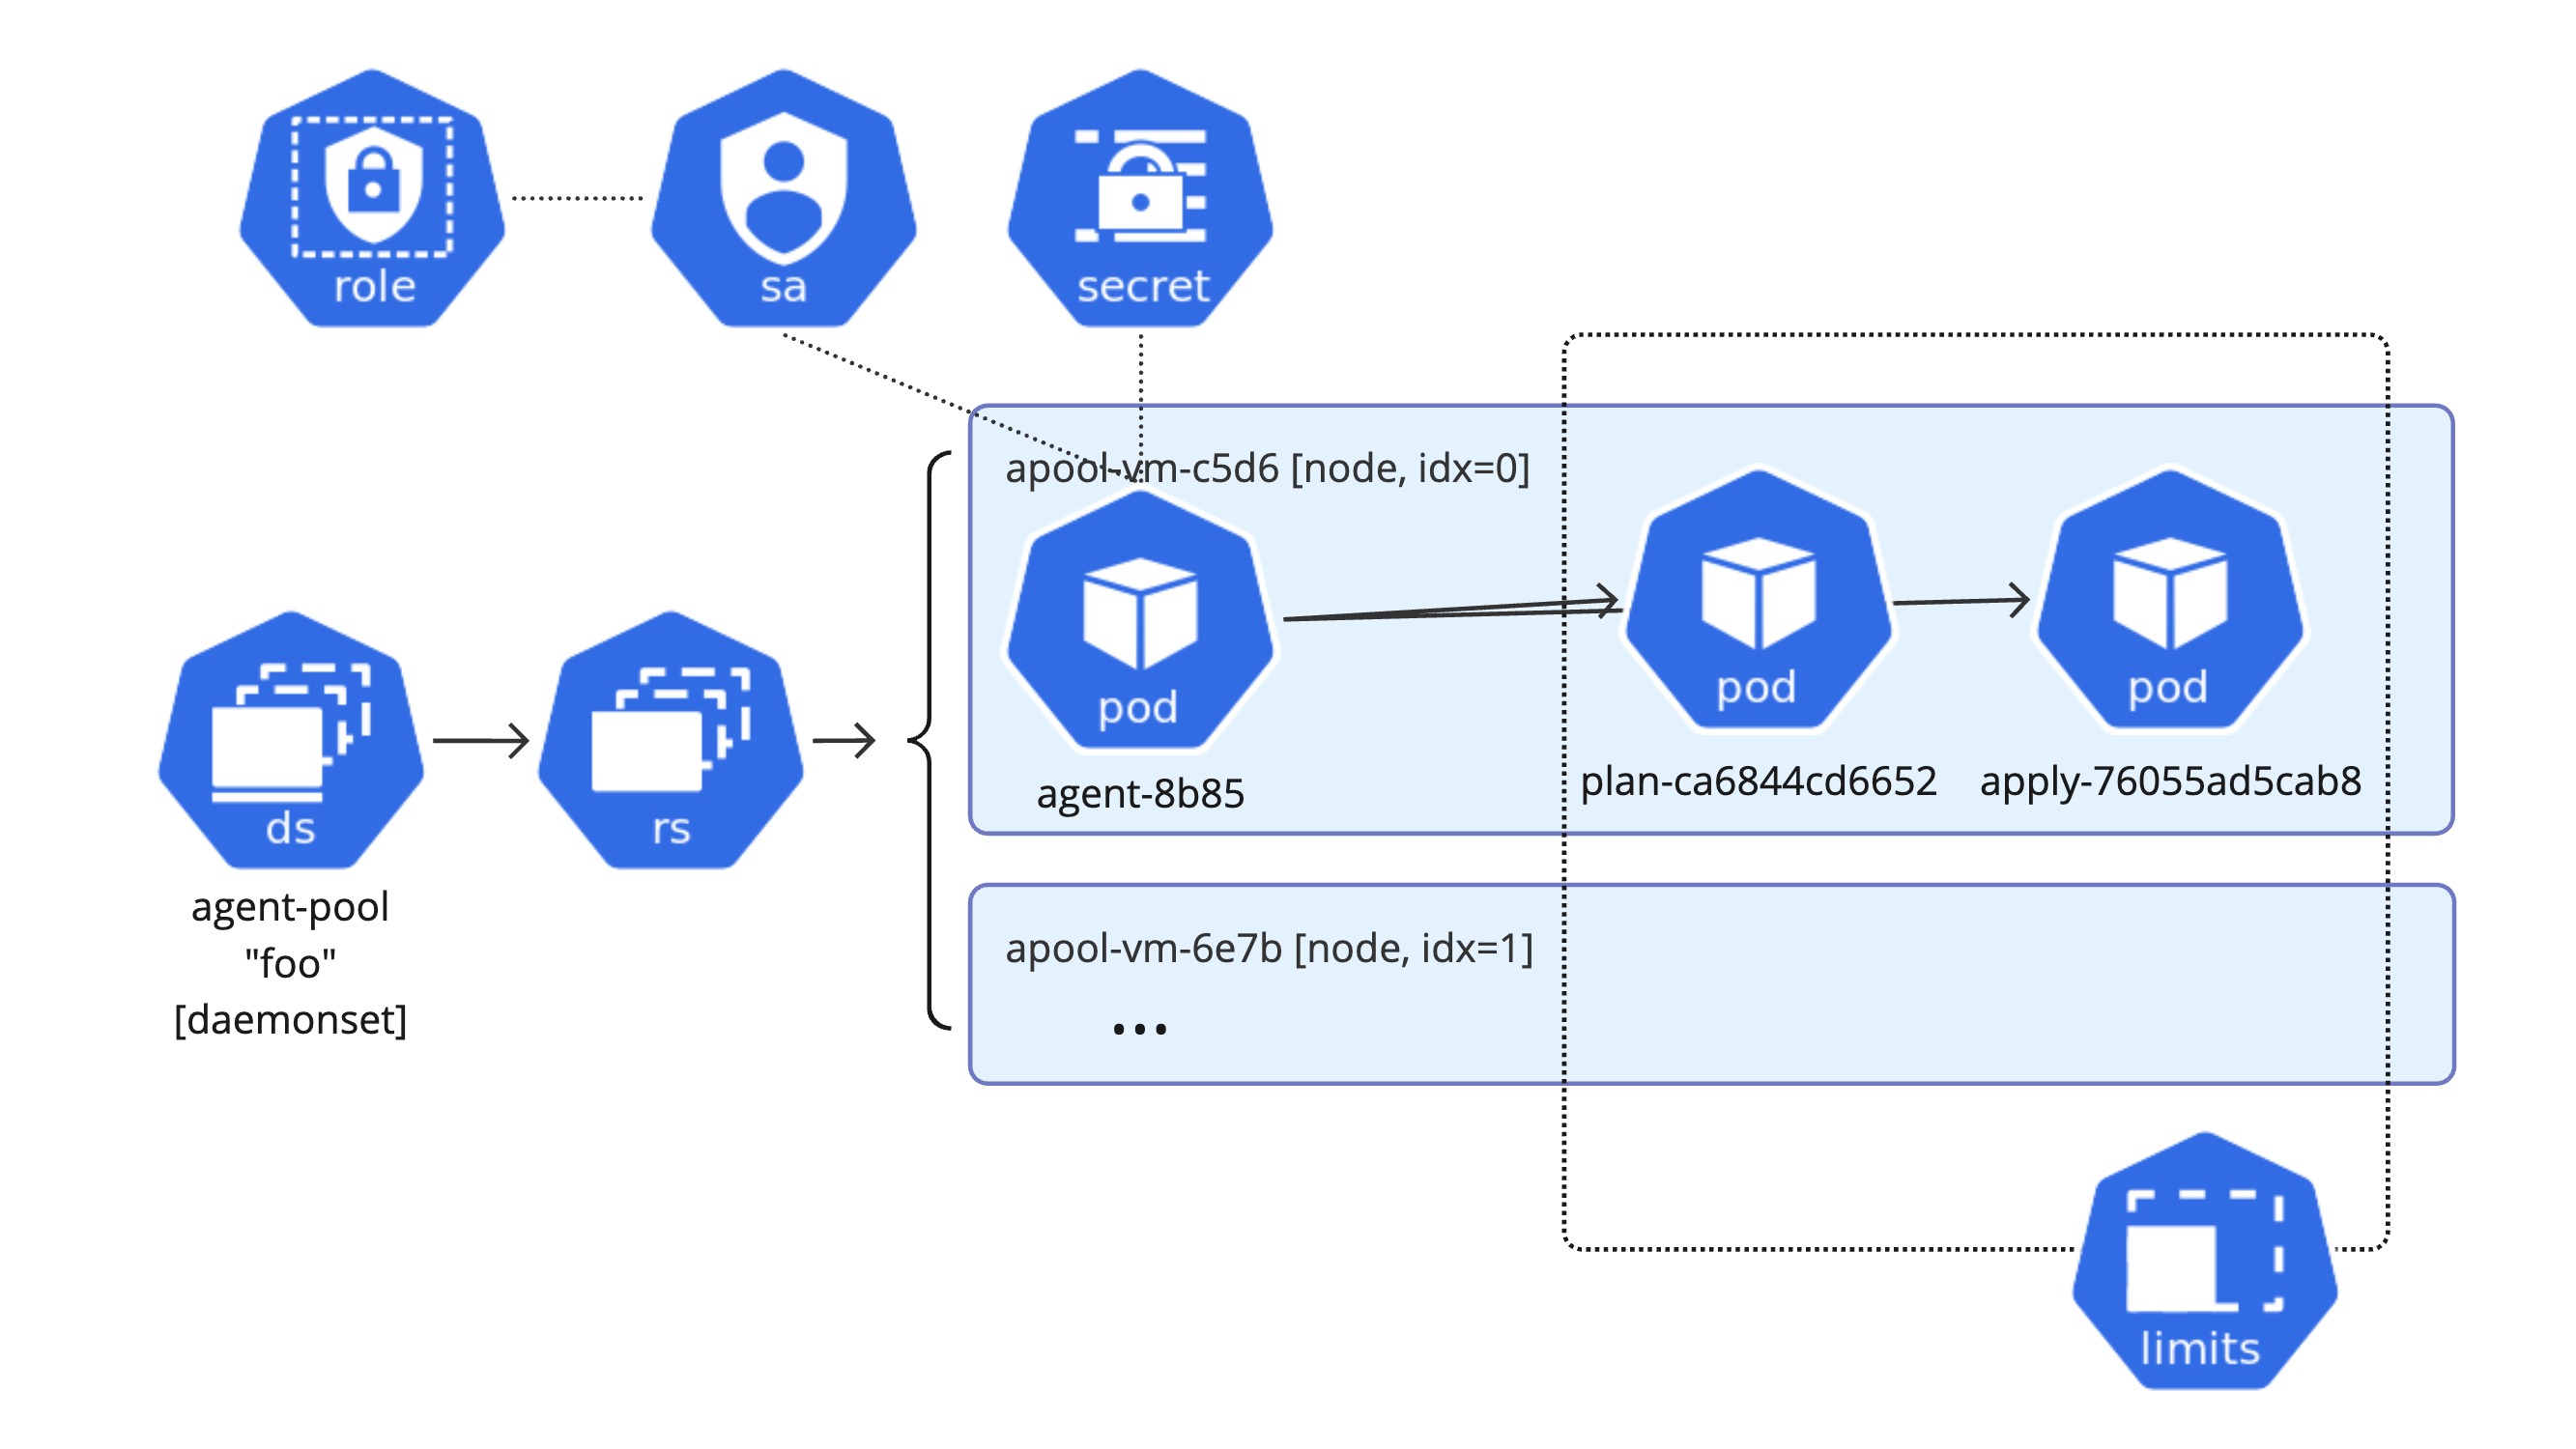 role
sa
secret
apool-vm-c5d6 [node, idx=0]
pod
agent-8b85
pod
plan-ca6844cd6652
pod
apply-76055ad5cab8
ds
agent-pool
"foo"
[daemonset]
rs
apool-vm-6e7b [node, idx=1]
...
limits